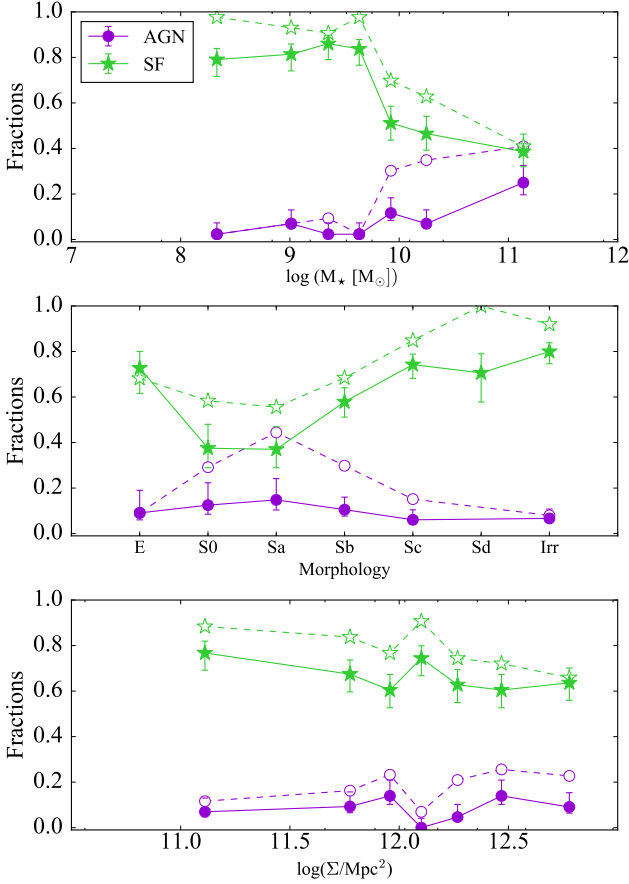 1.0
0.8
0.6
0.4
0.2
0.0
Fractions
AGN
SF
7 8 9 10 11 12
log (M⋆ [M⊙])
1.0
0.8
0.6
0.4
0.2
0.0
Fractions
E S0 Sa Sb Sc Sd Irr
Morphology
1.0
0.8
0.6
0.4
0.2
0.0
Fractions
11.0 11.5 12.0 12.5
log(Σ/Mpc²)